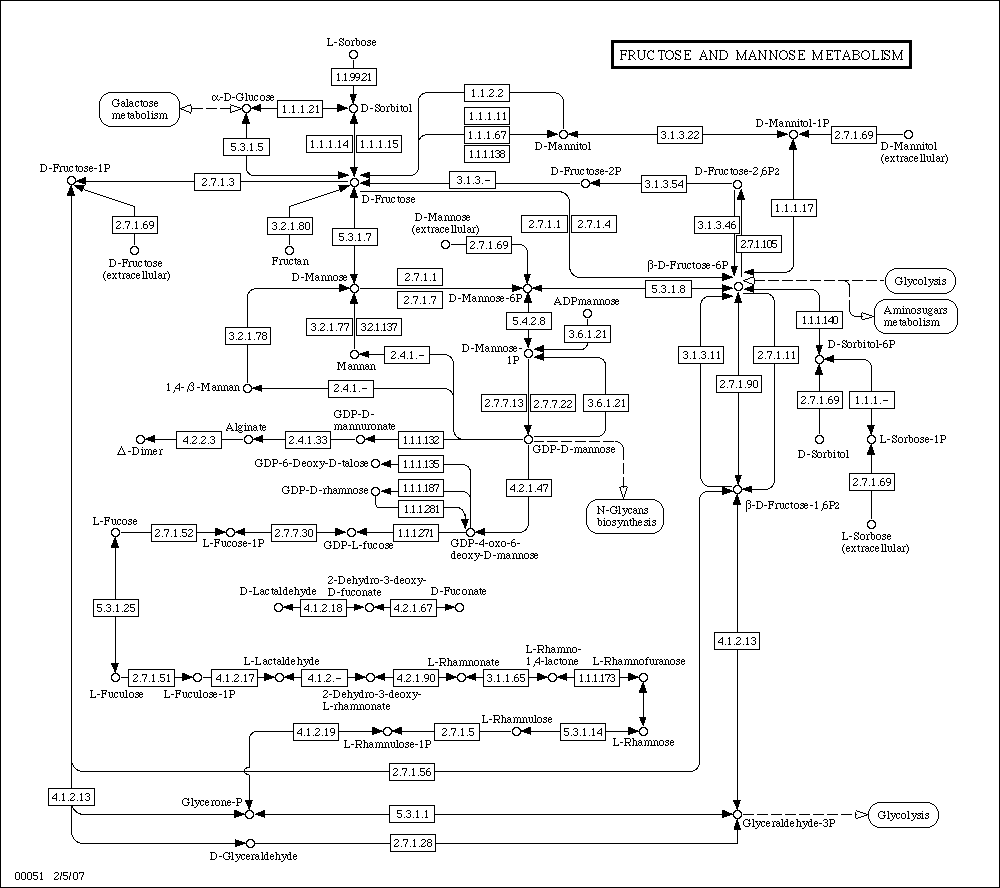 FRUCTOSE AND MANNOSE METABOLISM
L-Sorbose
1.1.99.21
Galactose
metabolism
α-D-Glucose
1.1.1.21
D-Sorbitol
1.1.2.2
1.1.1.11
1.1.1.67
1.1.1.138
D-Mannitol
1.1.3.22
D-Mannitol-1P
2.7.1.69
D-Mannitol
(extracellular)
5.3.1.5
1.1.1.14
1.1.1.15
D-Fructose-1P
2.7.1.3
D-Fructose
3.1.3.-
D-Fructose-2P
3.1.3.54
D-Fructose-2,6P2
1.1.1.17
2.7.1.69
D-Fructose
(extracellular)
3.2.1.80
Fructan
5.3.1.7
D-Mannose
(extracellular)
2.7.1.69
2.7.1.1
2.7.1.4
3.1.3.46
2.7.1.105
β-D-Fructose-6P
Glycolysis
Aminosugars
metabolism
D-Mannose
2.7.1.1
2.7.1.7
D-Mannose-6P
5.3.1.8
ADPmannose
3.6.1.21
5.4.2.8
D-Mannose-
1P
3.2.1.78
3.2.1.77
3.2.1.137
Mannan
2.4.1.-
1,4-β-Mannan
2.4.1.-
3.1.3.11
2.7.1.11
2.7.1.90
1.1.1.140
D-Sorbitol-6P
2.7.1.69
1.1.1.-
D-Sorbitol
L-Sorbose-1P
2.7.1.69
L-Sorbose
(extracellular)
2.7.7.13
2.7.7.22
3.6.1.21
Δ-Dimer
4.2.2.3
Alginate
2.4.1.33
GDP-D-
mannuronate
1.1.1.132
GDP-D-mannose
GDP-6-Deoxy-D-talose
1.1.1.135
GDP-D-rhamnose
1.1.1.187
1.1.1.281
4.2.1.47
N-Glycans
biosynthesis
β-D-Fructose-1,6P2
L-Fucose
2.7.1.52
L-Fucose-1P
2.7.7.30
GDP-L-fucose
1.1.1.271
GDP-4-oxo-6-
deoxy-D-mannose
5.3.1.25
D-Lactaldehyde
4.1.2.18
2-Dehydro-3-deoxy-
D-fuconate
4.2.1.67
D-Fuconate
4.1.2.13
L-Fuculose
2.7.1.51
L-Fuculose-1P
4.1.2.17
L-Lactaldehyde
4.1.2.-
2-Dehydro-3-deoxy-
L-rhamnonate
4.2.1.90
L-Rhamnonate
3.1.1.65
L-Rhamno-
1,4-lactone
1.1.1.173
L-Rhamnofuranose
4.1.2.19
L-Rhamnulose-1P
2.7.1.5
L-Rhamnulose
5.3.1.14
L-Rhamnose
2.7.1.56
4.1.2.13
Glycerone-P
5.3.1.1
Glyceraldehyde-3P
Glycolysis
D-Glyceraldehyde
2.7.1.28
00051 2/5/07